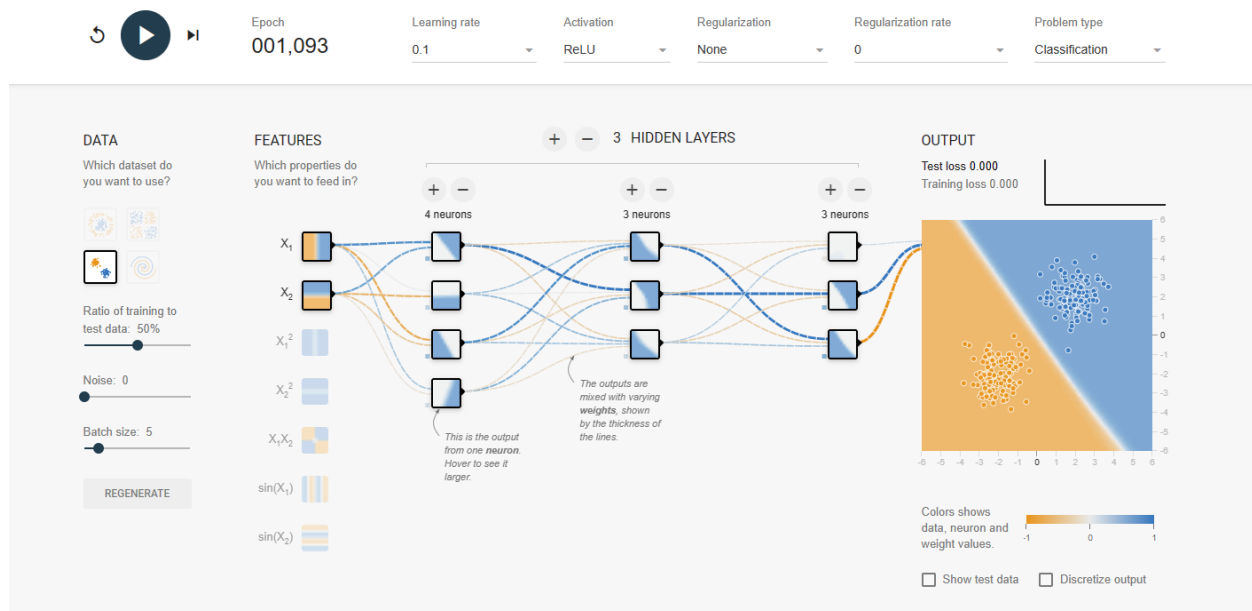 Epoch
001,093
Learning rate
0.1
Activation
ReLU
Regularization
None
Regularization rate
0
Problem type
Classification
DATA
Which dataset do
you want to use?
Ratio of training to
test data: 50%
Noise: 0
Batch size: 5
REGENERATE
FEATURES
Which properties do
you want to feed in?
X₁
X₂
X₁²
X₂²
X₁X₂
sin(X₁)
sin(X₂)
+ − 3 HIDDEN LAYERS
+ −
4 neurons
+ −
3 neurons
+ −
3 neurons
This is the output
from one neuron.
Hover to see it
larger.
The outputs are
mixed with varying
weights, shown
by the thickness of
the lines.
OUTPUT
Test loss 0.000
Training loss 0.000
6
5
4
3
2
1
0
-1
-2
-3
-4
-5
-6
-6 -5 -4 -3 -2 -1 0 1 2 3 4 5 6
Colors shows
data, neuron and
weight values.
-1 0 1
Show test data
Discretize output